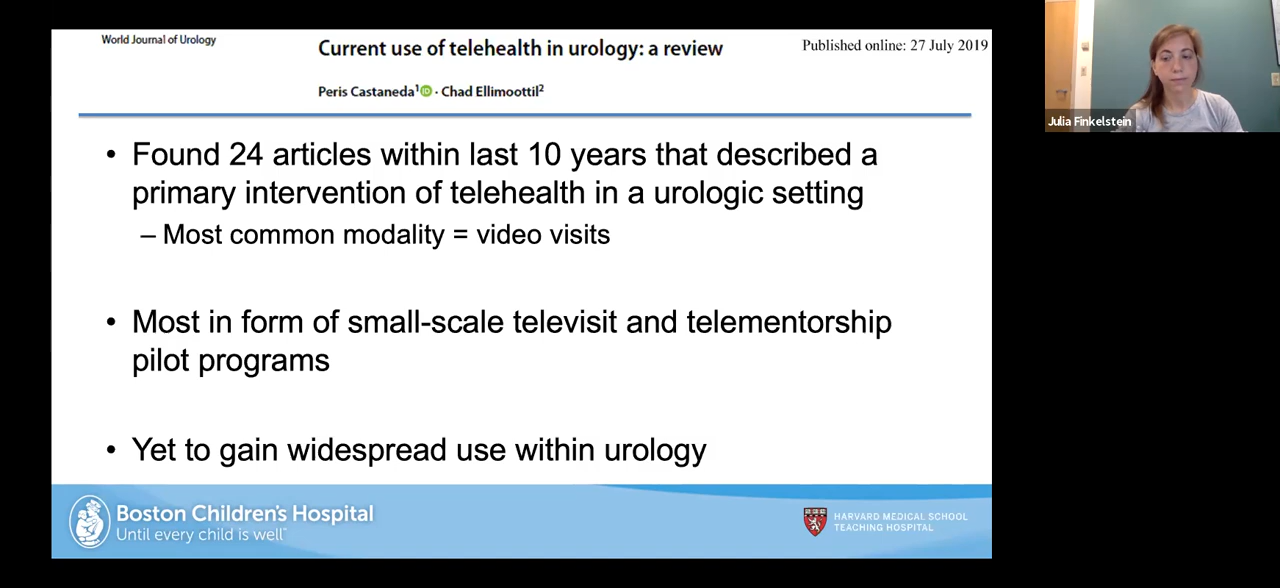 World Journal of Urology
Current use of telehealth in urology: a review
Published online: 27 July 2019
Peris Castaneda¹ · Chad Ellimoottil²
• Found 24 articles within last 10 years that described a
primary intervention of telehealth in a urologic setting
– Most common modality = video visits
• Most in form of small-scale televisit and telementorship
pilot programs
• Yet to gain widespread use within urology
Boston Children's Hospital
Until every child is well™
HARVARD MEDICAL SCHOOL
TEACHING HOSPITAL
Julia Finkelstein